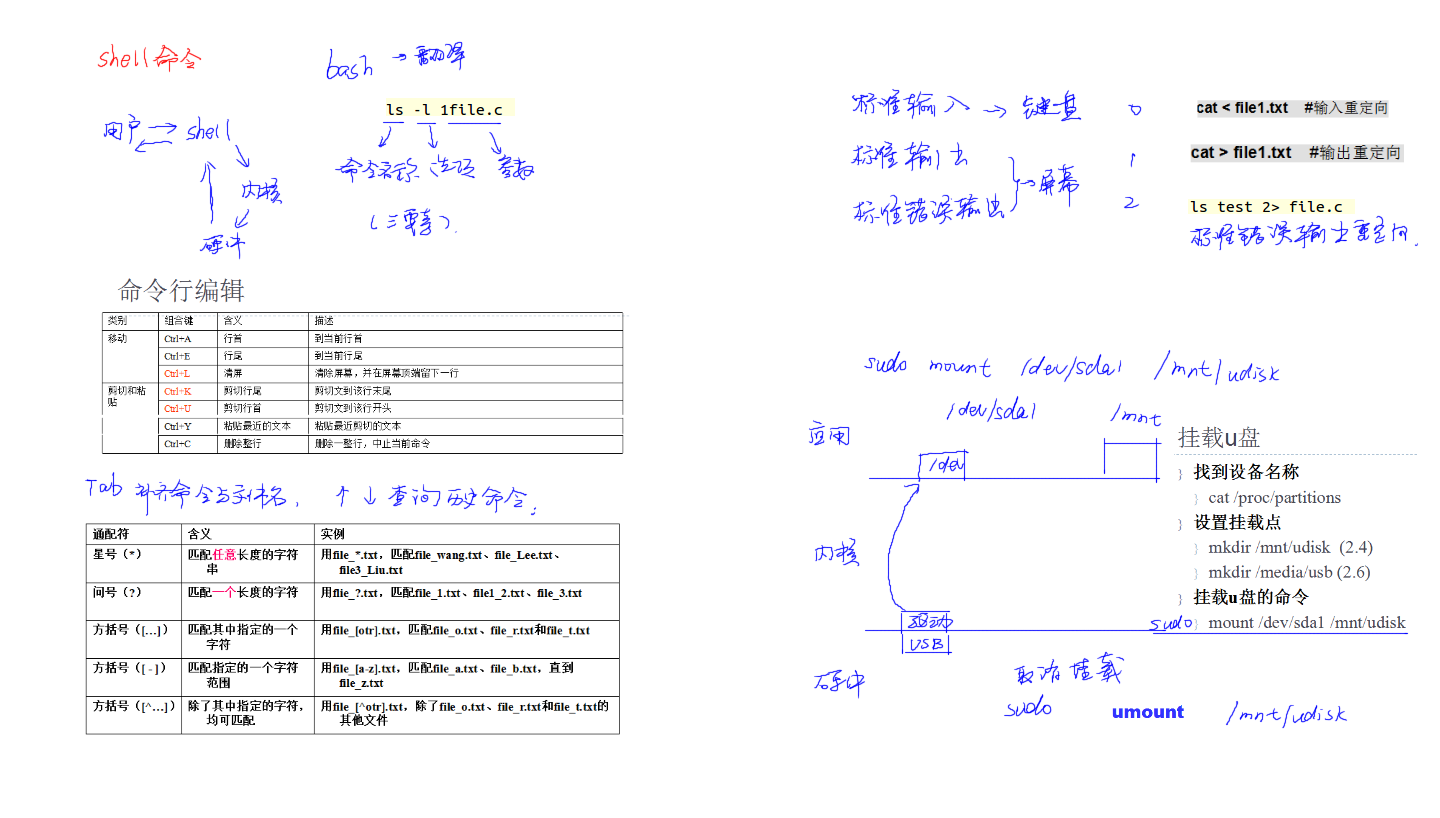 shell命令
bash → 翻译
ls -l 1file.c
命令名称 选项 参数
(三要素).
用户 shell
内核
硬件
命令行编辑
类别 组合键 含义 描述
移动 Ctrl+A 行首 到当前行首
Ctrl+E 行尾 到当前行尾
Ctrl+L 清屏 清除屏幕，并在屏幕顶端留下一行
剪切和粘贴 Ctrl+K 剪切行尾 剪切文到该行末尾
Ctrl+U 剪切行首 剪切文到该行开头
Ctrl+Y 粘贴最近的文本 粘贴最近剪切的文本
Ctrl+C 删除整行 删除一整行，中止当前命令
Tab 补齐命令与文件名, ↑ ↓ 查询历史命令;
通配符 含义 实例
星号（*） 匹配任意长度的字符串 用file_*.txt，匹配file_wang.txt、file_Lee.txt、
file3_Liu.txt
问号（?） 匹配一个长度的字符 用flie_?.txt，匹配file_1.txt、file1_2.txt、file_3.txt
方括号（[…]） 匹配其中指定的一个字符 用file_[otr].txt，匹配file_o.txt、file_r.txt和file_t.txt
方括号（[ - ]） 匹配指定的一个字符范围 用file_[a-z].txt，匹配file_a.txt、file_b.txt，直到
file_z.txt
方括号（[^…]） 除了其中指定的字符，均可匹配 用file_[^otr].txt，除了file_o.txt、file_r.txt和file_t.txt的
其他文件
标准输入 → 键盘 0
标准输出 1
→ 屏幕
标准错误输出 2
cat < file1.txt #输入重定向
cat > file1.txt #输出重定向
ls test 2> file.c
标准错误输出重定向.
sudo mount /dev/sda1 /mnt/udisk
/dev/sda1 /mnt
应用
/dev
内核
驱动
USB
硬件
挂载u盘
找到设备名称
cat /proc/partitions
设置挂载点
mkdir /mnt/udisk (2.4)
mkdir /media/usb (2.6)
挂载u盘的命令
sudo mount /dev/sda1 /mnt/udisk
取消挂载
sudo umount /mnt/udisk